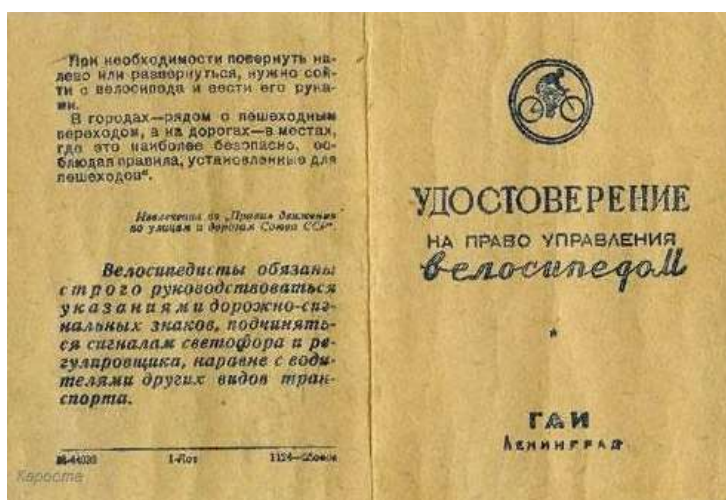 При необходимости повернуть на-
лево или развернуться, нужно сой-
ти с велосипеда и вести его рука-
ми.
В городах—рядом с пешеходным
переходом, а на дорогах—в местах,
где это наиболее безопасно, со-
блюдая правила, установленные для
пешеходов".
Извлечения из „Правил движения
по улицам и дорогам Союза ССР".
Велосипедисты обязаны
строго руководствоваться
указаниями дорожно-сиг-
нальных знаков, подчинять-
ся сигналам светофора и ре-
гулировщика, наравне с води-
телями других видов тран-
спорта.
Каростa
УДОСТОВЕРЕНИЕ
НА ПРАВО УПРАВЛЕНИЯ
велосипедом
*
ГАИ
ЛЕНИНГРАД